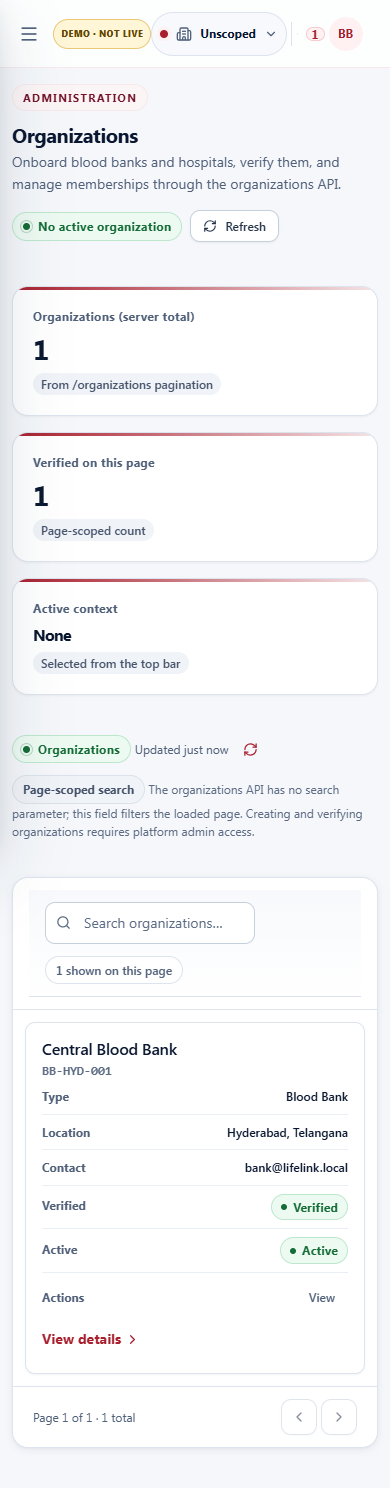 DEMO · NOT LIVE
Unscoped
1
BB
ADMINISTRATION
Organizations
Onboard blood banks and hospitals, verify them, and
manage memberships through the organizations API.
No active organization
Refresh
Organizations (server total)
1
From /organizations pagination
Verified on this page
1
Page-scoped count
Active context
None
Selected from the top bar
Organizations Updated just now
Page-scoped search The organizations API has no search
parameter; this field filters the loaded page. Creating and verifying
organizations requires platform admin access.
Search organizations...
1 shown on this page
Central Blood Bank
BB-HYD-001
Type Blood Bank
Location Hyderabad, Telangana
Contact bank@lifelink.local
Verified Verified
Active Active
Actions View
View details
Page 1 of 1 · 1 total